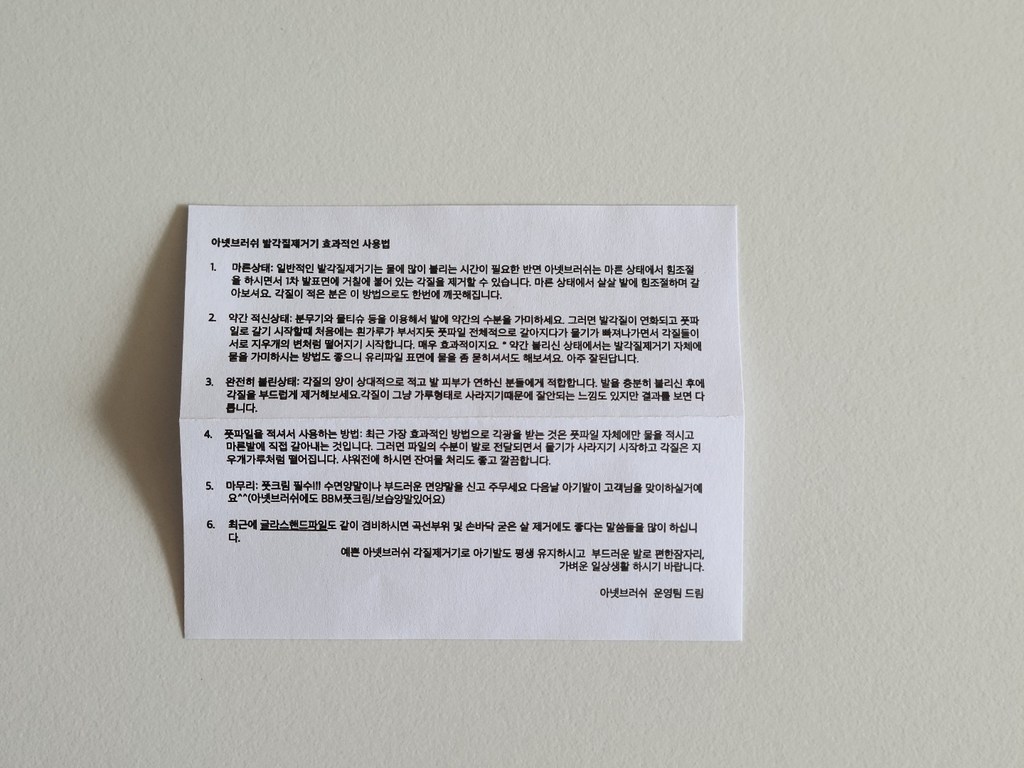 아넷브러쉬 발각질제거기 효과적인 사용법
1. 마른상태: 일반적인 발각질제거기는 물에 많이 불리는 시간이 필요한 반면 아넷브러쉬는 마른 상태에서 힘조절
을 하시면서 1차 발표면에 거칠에 붙어 있는 각질을 제거할 수 있습니다. 마른 상태에서 살살 발에 힘조절하며 갈
아보셔요. 각질이 적은 분은 이 방법으로도 한번에 깨끗해집니다.
2. 약간 적신상태: 분무기와 물티슈 등을 이용해서 발에 약간의 수분을 가미하세요. 그러면 발각질이 연화되고 풋파
일로 갈기 시작할때 처음에는 흰가루가 부서지듯 풋파일 전체적으로 갈아지다가 물기가 빠져나가면서 각질들이
서로 지우개의 변처럼 떨어지기 시작합니다. 매우 효과적이지요. * 약간 불리신 상태에서는 발각질제거기 자체에
물을 가미하시는 방법도 좋으니 유리파일 표면에 물을 좀 묻히셔서도 해보셔요. 아주 잘된답니다.
3. 완전히 불린상태: 각질의 양이 상대적으로 적고 발 피부가 연하신 분들에게 적합합니다. 발을 충분히 불리신 후에
각질을 부드럽게 제거해보세요.각질이 그냥 가루형태로 사라지기때문에 잘안되는 느낌도 있지만 결과를 보면 다
릅니다.
4. 풋파일을 적셔서 사용하는 방법: 최근 가장 효과적인 방법으로 각광을 받는 것은 풋파일 자체에만 물을 적시고
마른발에 직접 갈아내는 것입니다. 그러면 파일의 수분이 발로 전달되면서 물기가 사라지기 시작하고 각질은 지
우개가루처럼 떨어집니다. 샤워전에 하시면 잔여물 처리도 좋고 깔끔합니다.
5. 마무리: 풋크림 필수!!! 수면양말이나 부드러운 면양말을 신고 주무세요 다음날 아기발이 고객님을 맞이하실거예
요^^(아넷브러쉬에도 BBM풋크림/보습양말있어요)
6. 최근에 글라스핸드파일도 같이 겸비하시면 곡선부위 및 손바닥 굳은 살 제거에도 좋다는 말씀들을 많이 하십니
다.
예쁜 아넷브러쉬 각질제거기로 아기발도 평생 유지하시고 부드러운 발로 편한잠자리,
가벼운 일상생활 하시기 바랍니다.
아넷브러쉬 운영팀 드림